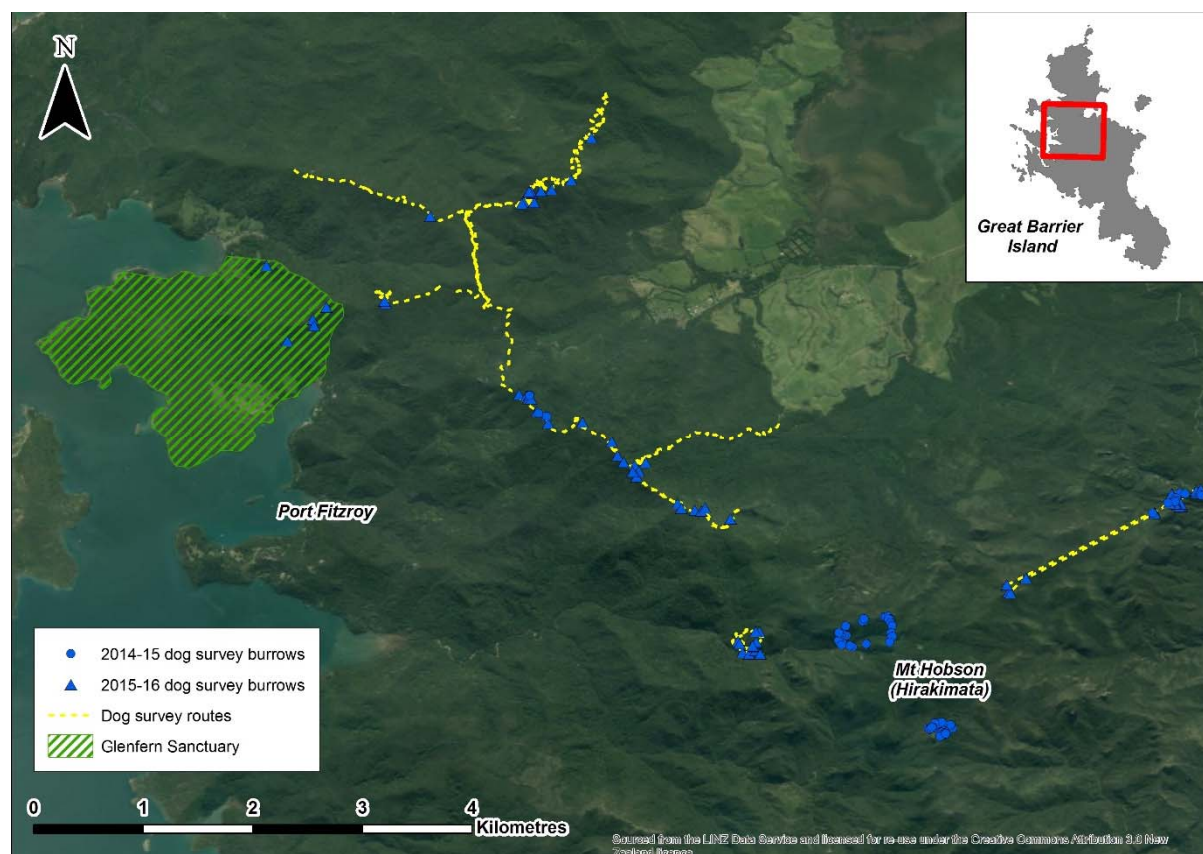 N
Great Barrier
Island
Port Fitzroy
Mt Hobson
(Hirakimata)
2014-15 dog survey burrows
2015-16 dog survey burrows
Dog survey routes
Glenfern Sanctuary
0 1 2 3 4
Kilometres
Sourced from the LINZ Data Service and licensed for re-use under the Creative Commons Attribution 3.0 New
Zealand licence